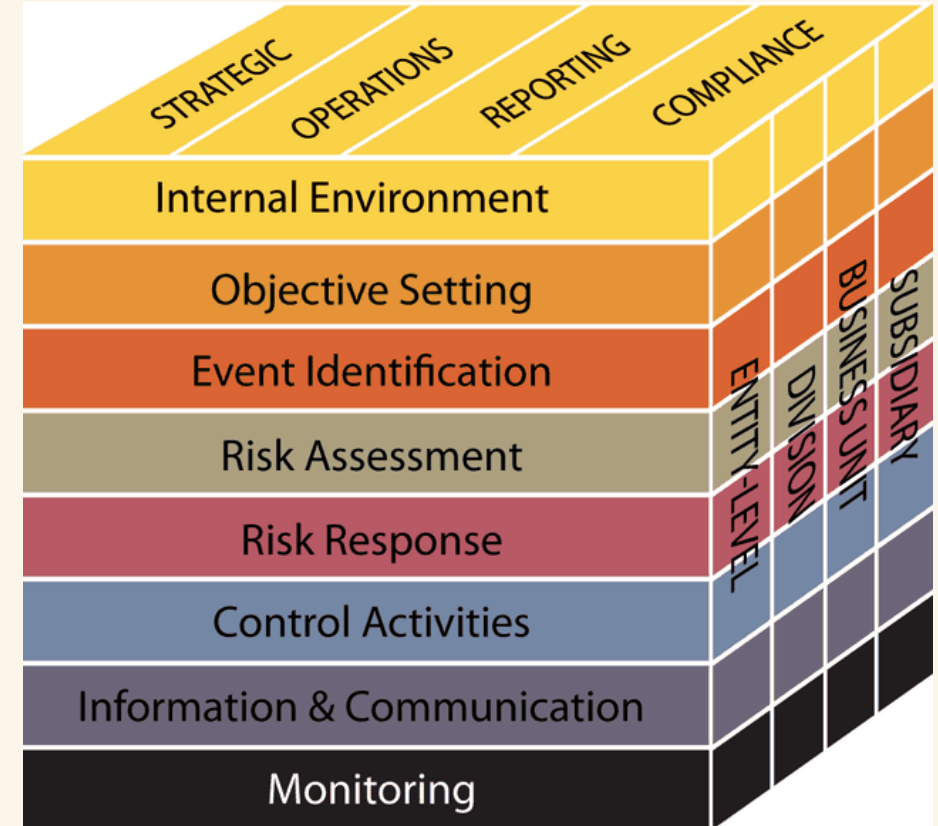 STRATEGIC
OPERATIONS
REPORTING
COMPLIANCE
Internal Environment
Objective Setting
Event Identification
Risk Assessment
Risk Response
Control Activities
Information & Communication
Monitoring
ENTITY-LEVEL
DIVISION
BUSINESS UNIT
SUBSIDIARY